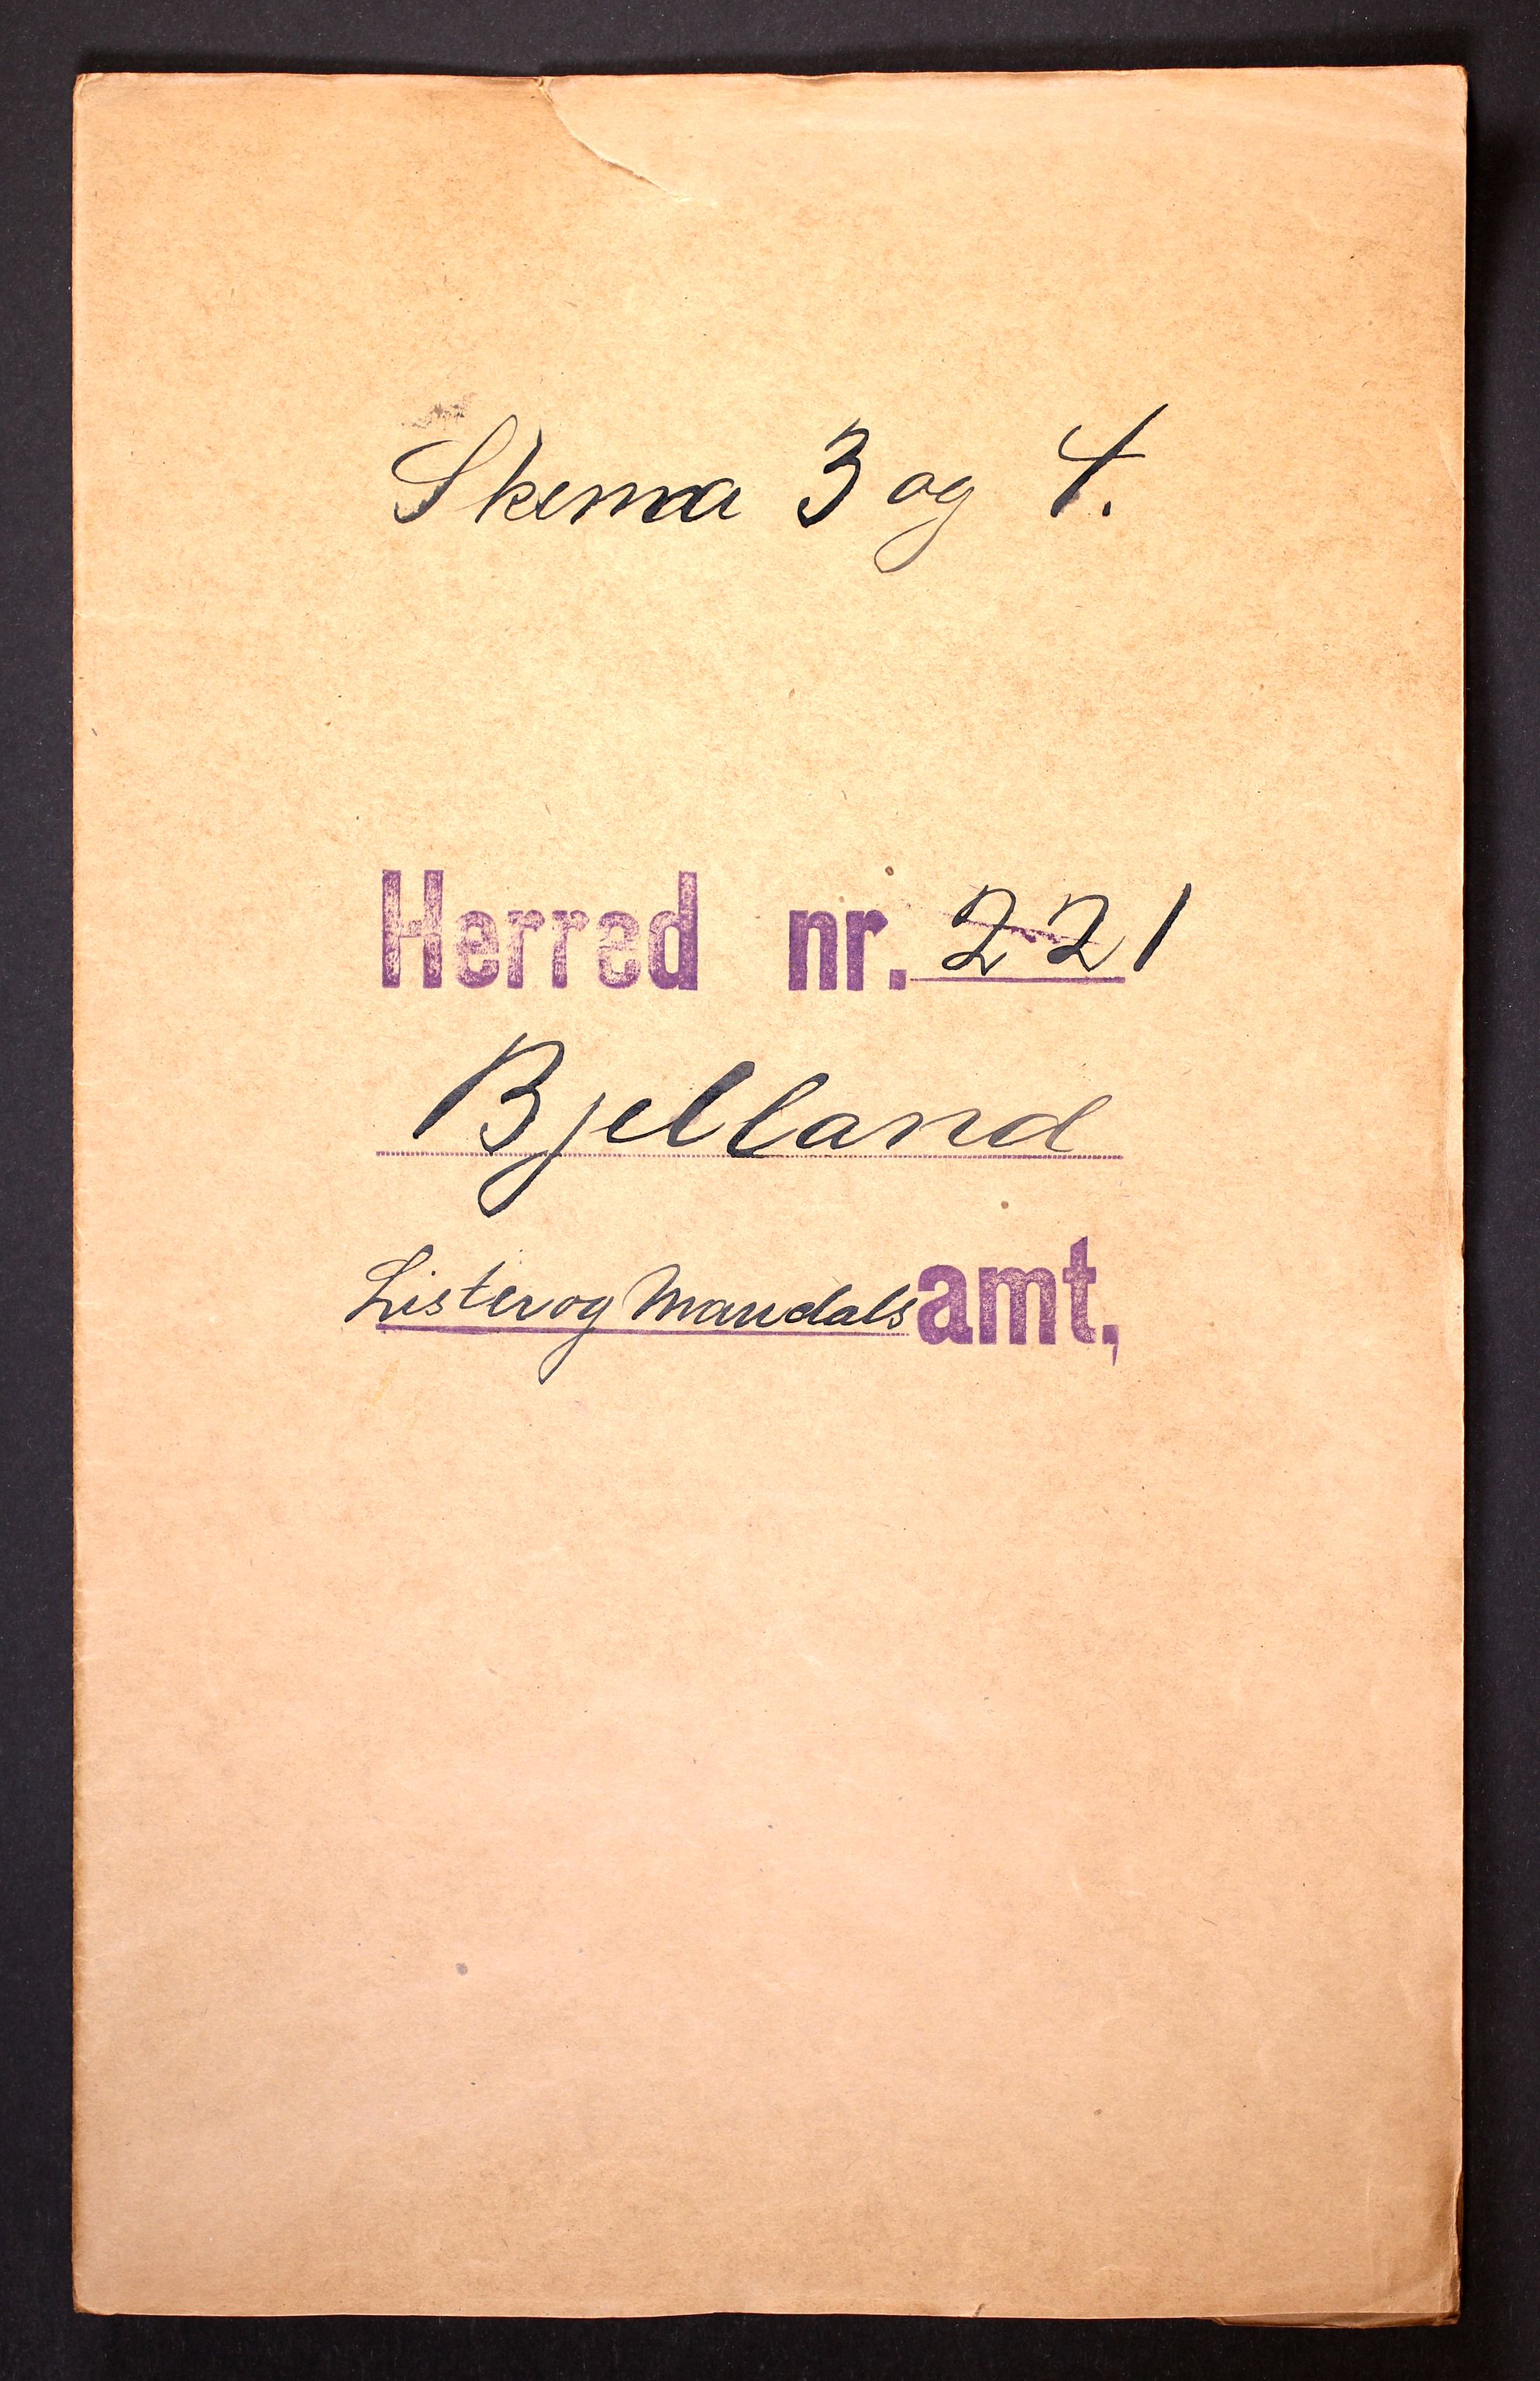 Skema 3 og 4.
Herred nr. 221
Bjelland
Lister og Mandals amt,